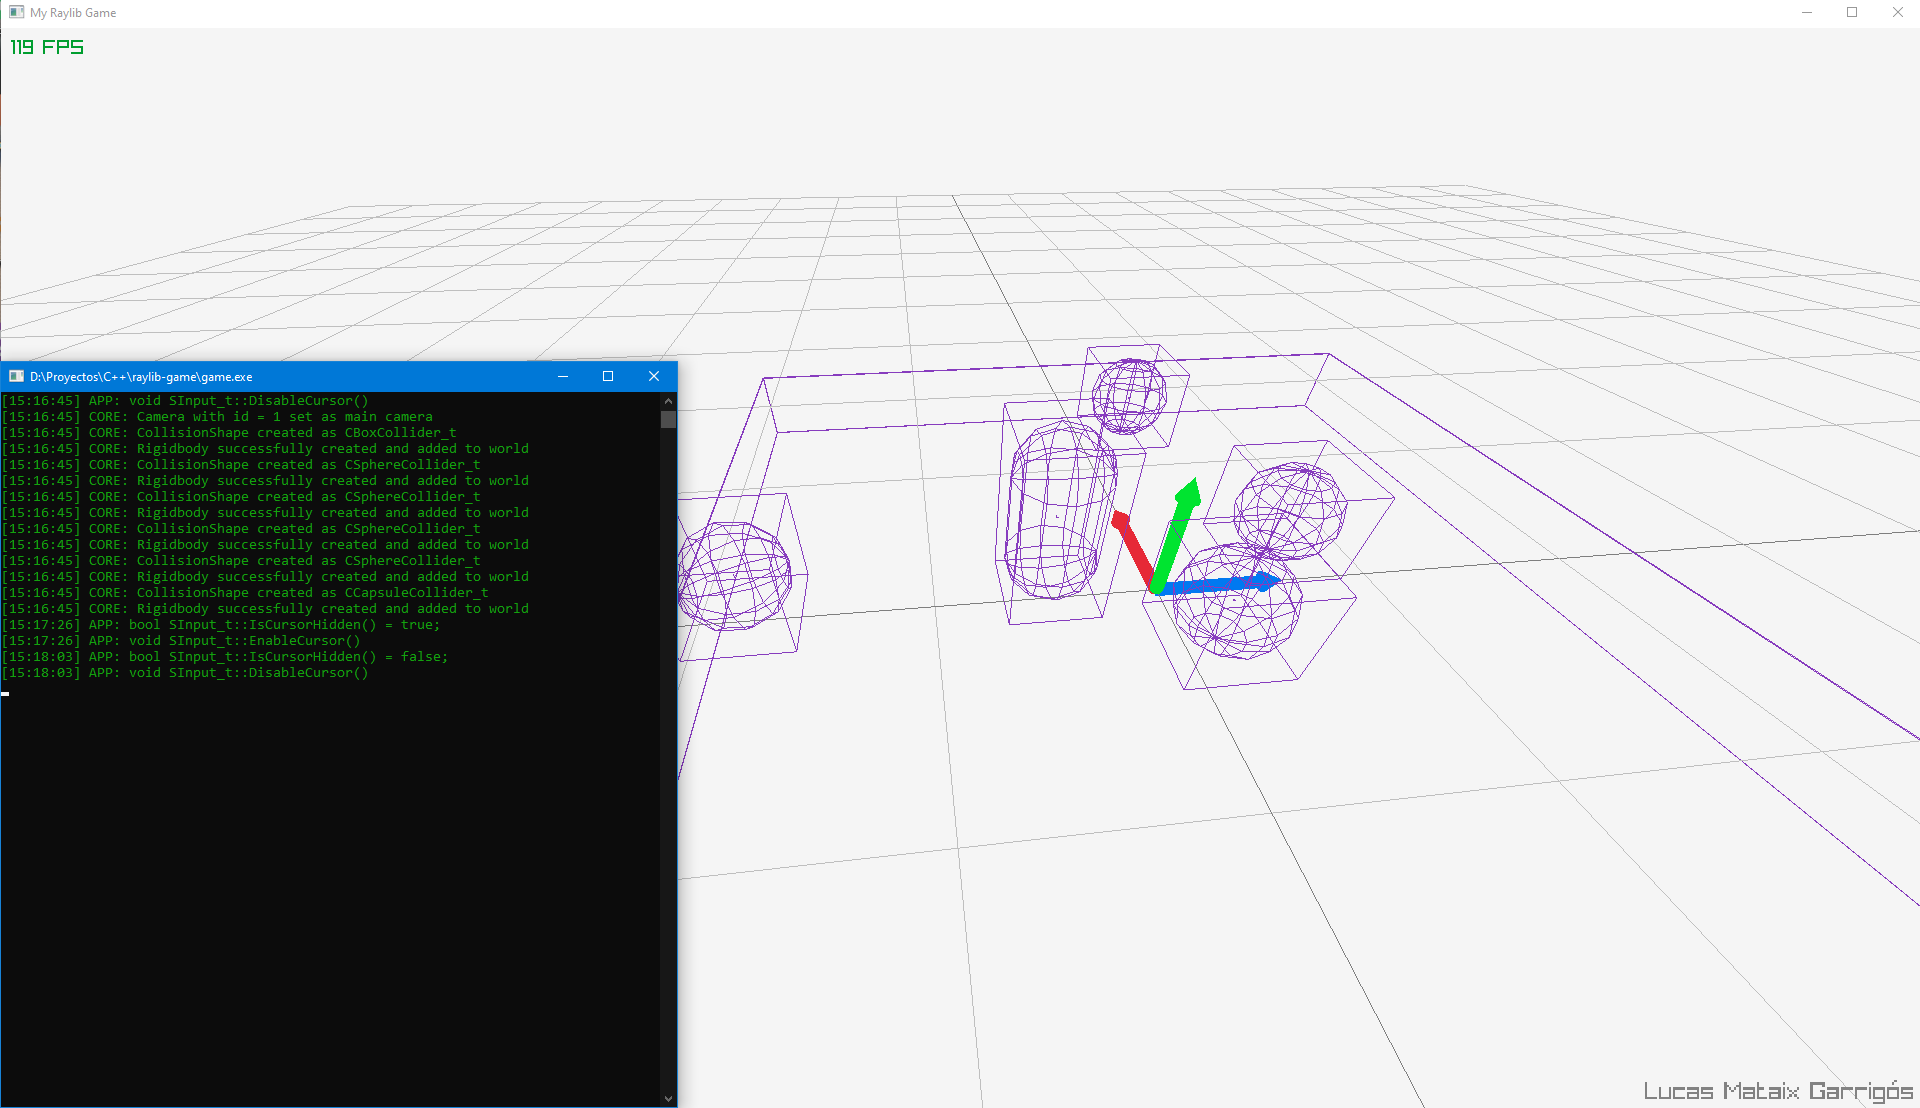 My Raylib Game
119 FPS
D:\Proyectos\C++\raylib-game\game.exe
[15:16:45] APP: void SInput_t::DisableCursor()
[15:16:45] CORE: Camera with id = 1 set as main camera
[15:16:45] CORE: CollisionShape created as CBoxCollider_t
[15:16:45] CORE: Rigidbody successfully created and added to world
[15:16:45] CORE: CollisionShape created as CSphereCollider_t
[15:16:45] CORE: Rigidbody successfully created and added to world
[15:16:45] CORE: CollisionShape created as CSphereCollider_t
[15:16:45] CORE: Rigidbody successfully created and added to world
[15:16:45] CORE: CollisionShape created as CSphereCollider_t
[15:16:45] CORE: Rigidbody successfully created and added to world
[15:16:45] CORE: CollisionShape created as CSphereCollider_t
[15:16:45] CORE: Rigidbody successfully created and added to world
[15:16:45] CORE: CollisionShape created as CCapsuleCollider_t
[15:16:45] CORE: Rigidbody successfully created and added to world
[15:17:26] APP: bool SInput_t::IsCursorHidden() = true;
[15:17:26] APP: void SInput_t::EnableCursor()
[15:18:03] APP: bool SInput_t::IsCursorHidden() = false;
[15:18:03] APP: void SInput_t::DisableCursor()
Lucas Mataix Garrigós